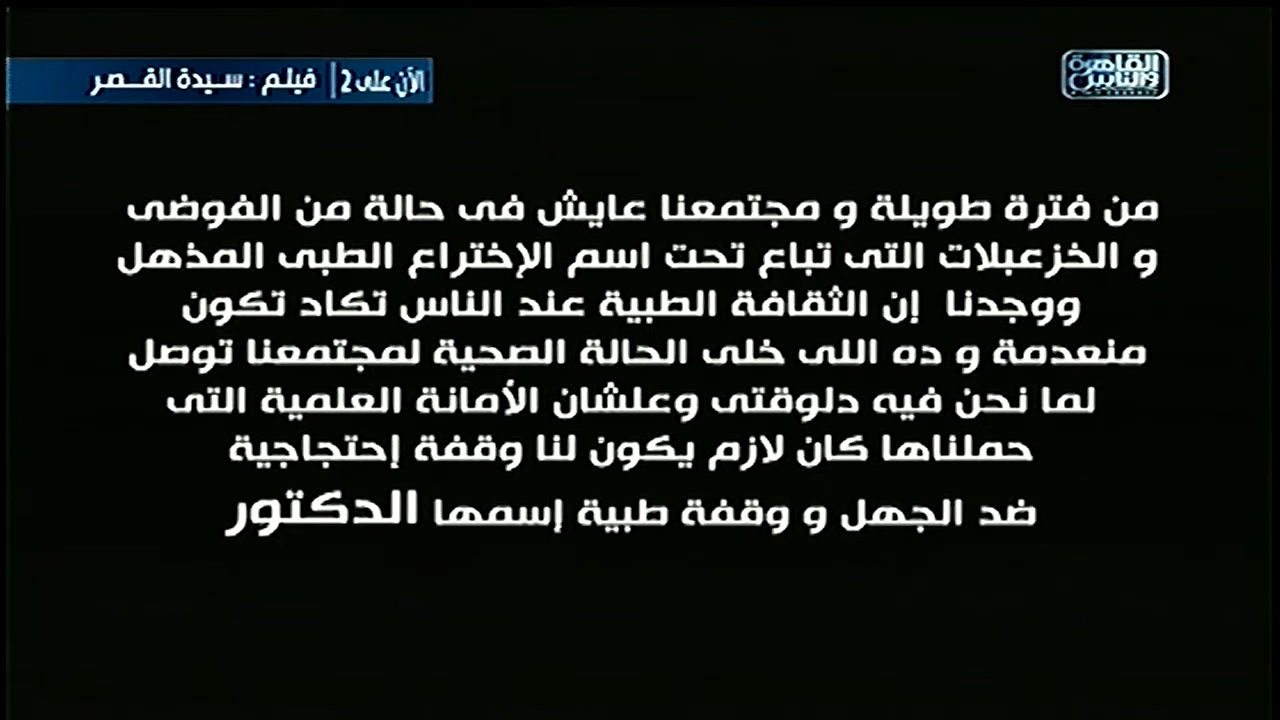 القاهرة
والناس
الآن على 2 | فيلم : سيدة القصر
من فترة طويلة و مجتمعنا عايش فى حالة من الفوضى
و الخزعبلات التى تباع تحت اسم الإختراع الطبى المذهل
ووجدنا إن الثقافة الطبية عند الناس تكاد تكون
منعدمة و ده اللى خلى الحالة الصحية لمجتمعنا توصل
لما نحن فيه دلوقتى وعلشان الأمانة العلمية التى
حملناها كان لازم يكون لنا وقفة إحتجاجية
ضد الجهل و وقفة طبية إسمها الدكتور